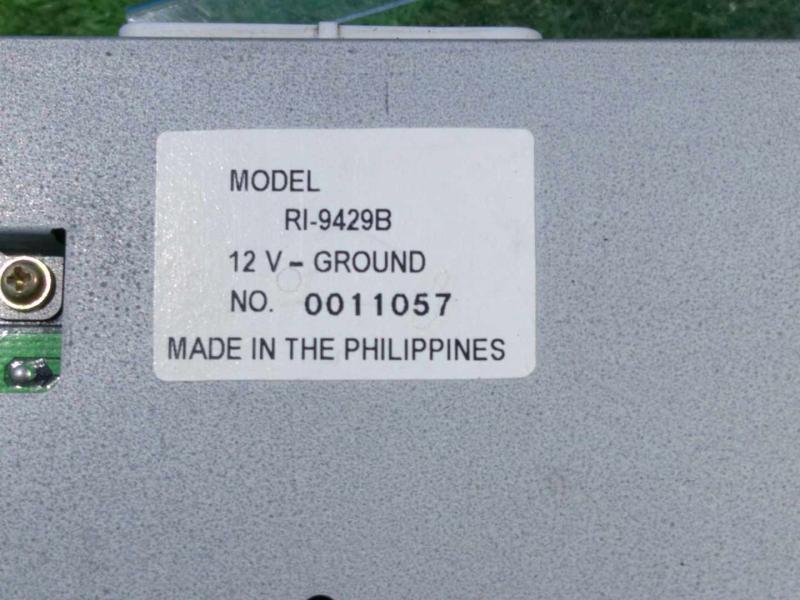 MODEL
RI-9429B
12 V - GROUND
NO. 0011057
MADE IN THE PHILIPPINES